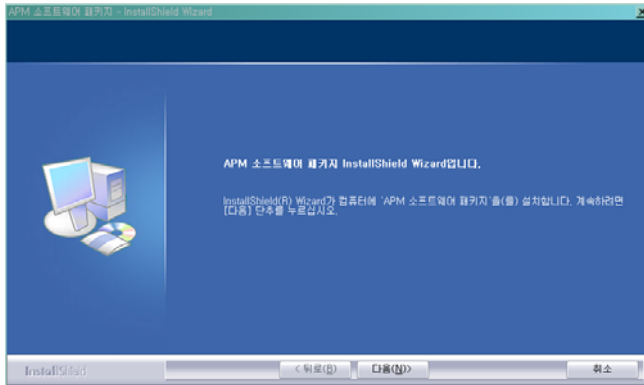 APM 소프트웨어 패키지 - InstallShield Wizard
APM 소프트웨어 패키지 InstallShield Wizard입니다.
InstallShield(R) Wizard가 컴퓨터에 'APM 소프트웨어 패키지'을(를) 설치합니다. 계속하려면
[다음] 단추를 누르십시오.
InstallShield
< 뒤로(B)
다음(N)>
취소